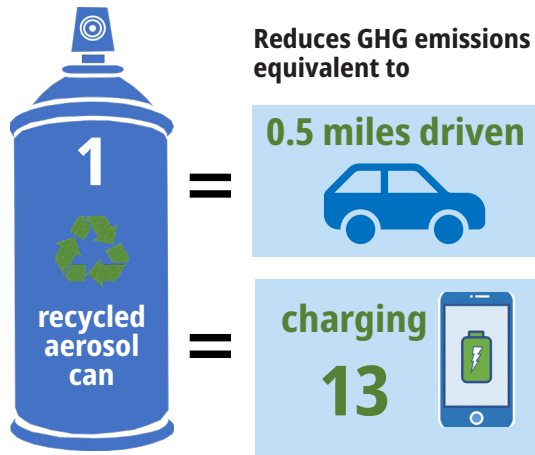 Reduces GHG emissions
equivalent to
1
recycled
aerosol
can
=
0.5 miles driven
=
charging
13